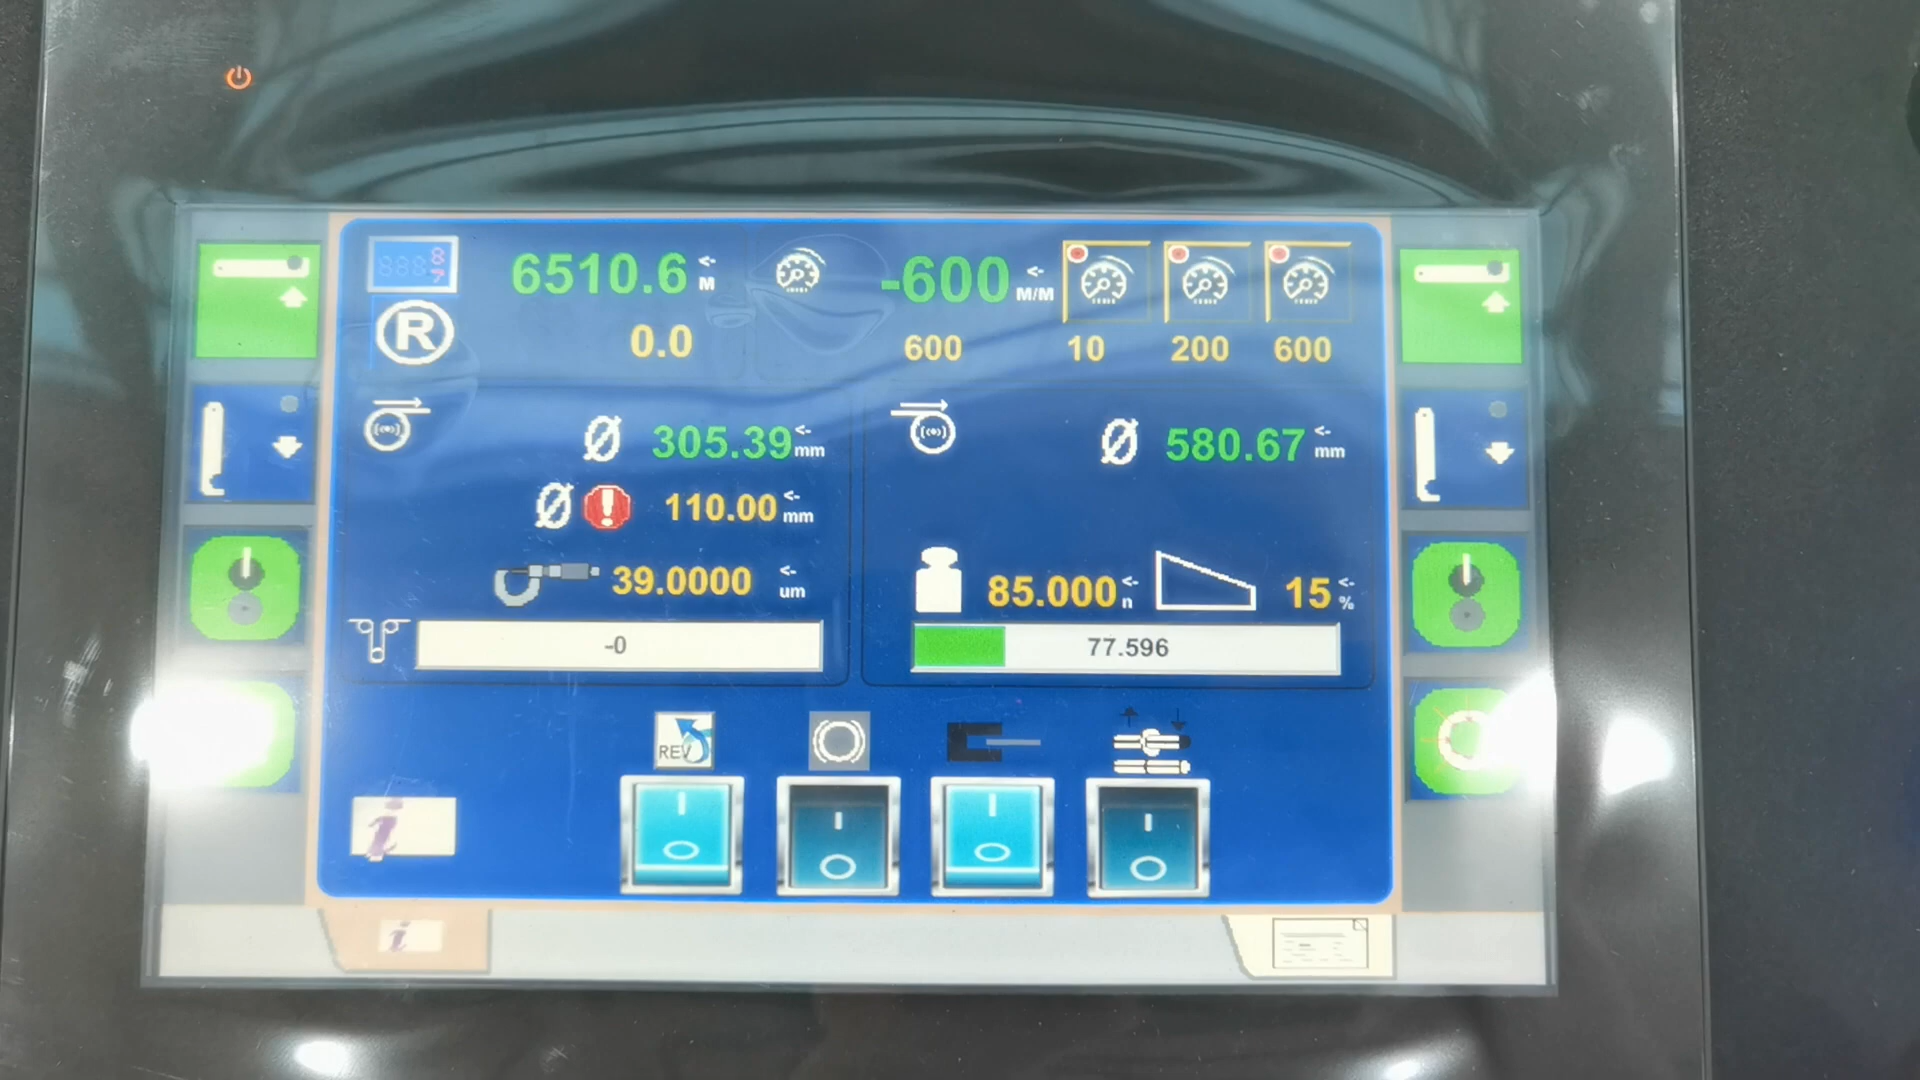 6510.6 <- M
-600 <- M/M
R
0.0
600
10
200
600
Ø 305.39 <- mm
Ø 580.67 <- mm
Ø ! 110.00 <- mm
39.0000 <- um
85.000 <- n
15 <- %
-0
77.596
REV
i
I
O
I
O
I
O
I
O
i